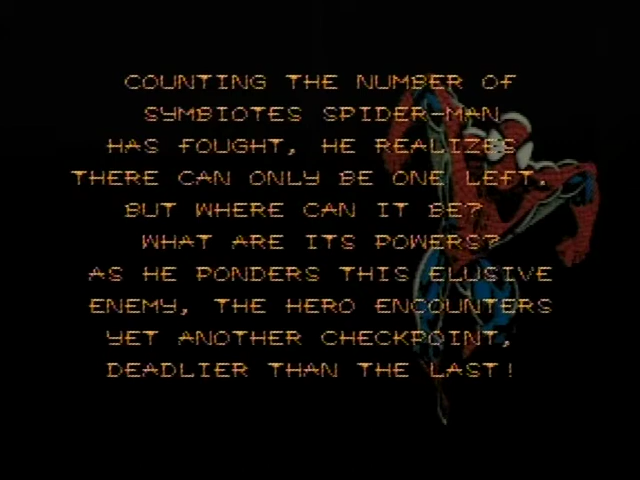 COUNTING THE NUMBER OF
SYMBIOTES SPIDER-MAN
HAS FOUGHT, HE REALIZES
THERE CAN ONLY BE ONE LEFT.
BUT WHERE CAN IT BE?
WHAT ARE ITS POWERS?
AS HE PONDERS THIS ELUSIVE
ENEMY, THE HERO ENCOUNTERS
YET ANOTHER CHECKPOINT,
DEADLIER THAN THE LAST!